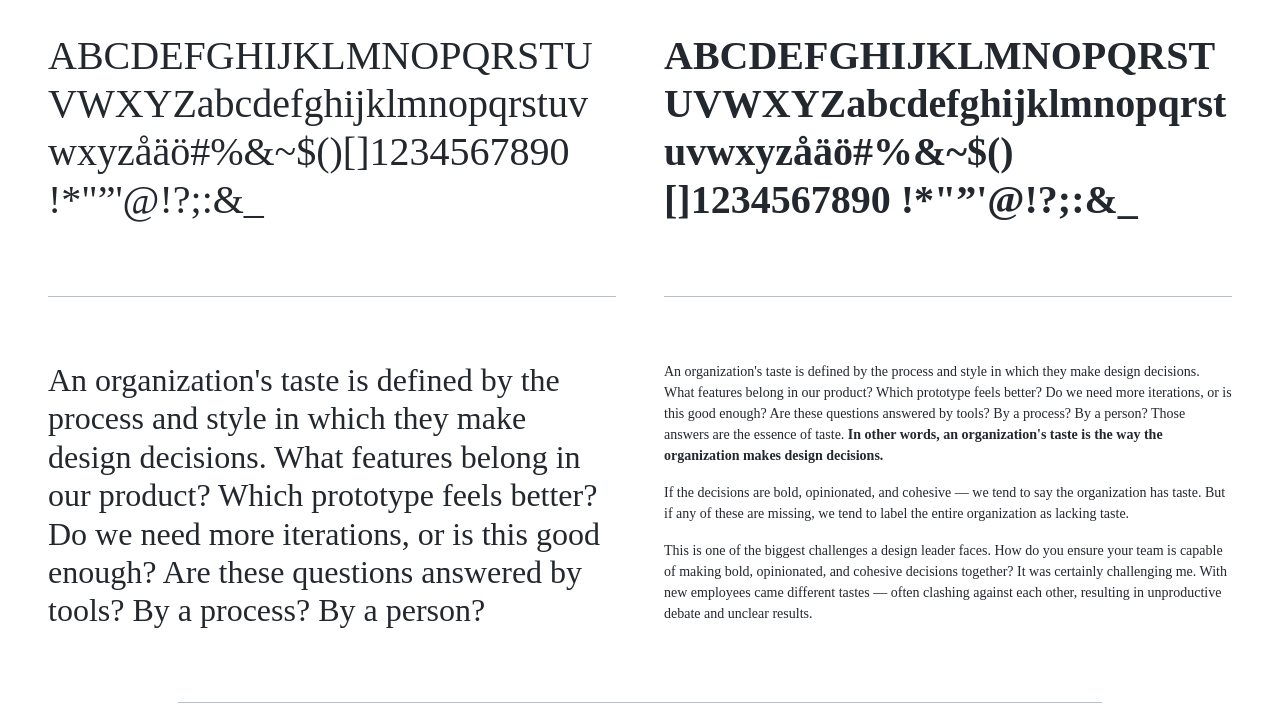 ABCDEFGHIJKLMNOPQRSTU
VWXYZabcdefghijklmnopqrstuv
wxyzåäö#%&~$()[]1234567890
!*"”'@!?;:&_
ABCDEFGHIJKLMNOPQRST
UVWXYZabcdefghijklmnopqrst
uvwxyzåäö#%&~$()
[]1234567890 !*"”'@!?;:&_
An organization's taste is defined by the
process and style in which they make
design decisions. What features belong in
our product? Which prototype feels better?
Do we need more iterations, or is this good
enough? Are these questions answered by
tools? By a process? By a person?
An organization's taste is defined by the process and style in which they make design decisions.
What features belong in our product? Which prototype feels better? Do we need more iterations, or is
this good enough? Are these questions answered by tools? By a process? By a person? Those
answers are the essence of taste. In other words, an organization's taste is the way the
organization makes design decisions.
If the decisions are bold, opinionated, and cohesive — we tend to say the organization has taste. But
if any of these are missing, we tend to label the entire organization as lacking taste.
This is one of the biggest challenges a design leader faces. How do you ensure your team is capable
of making bold, opinionated, and cohesive decisions together? It was certainly challenging me. With
new employees came different tastes — often clashing against each other, resulting in unproductive
debate and unclear results.